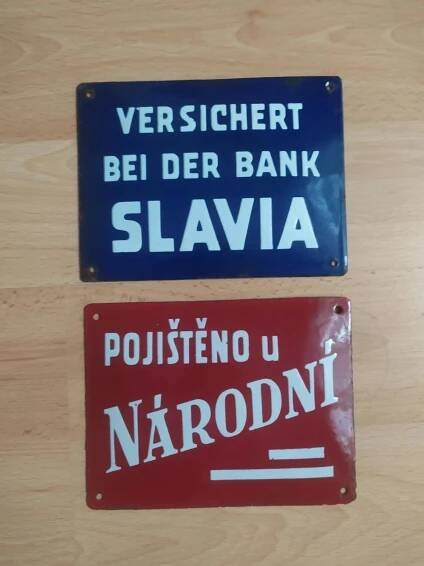 VERSICHERT
BEI DER BANK
SLAVIA
POJIŠTĚNO u
NÁRODNÍ